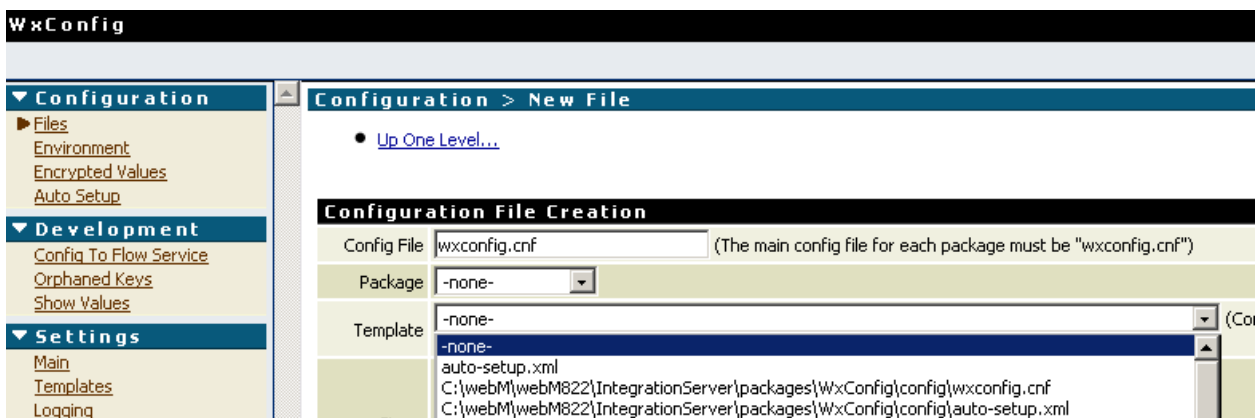 WxConfig
Configuration
Files
Environment
Encrypted Values
Auto Setup
Development
Config To Flow Service
Orphaned Keys
Show Values
Settings
Main
Templates
Logging
Configuration > New File
Up One Level...
Configuration File Creation
Config File wxconfig.cnf (The main config file for each package must be "wxconfig.cnf")
Package -none-
Template -none-
-none-
auto-setup.xml
C:\webM\webM822\IntegrationServer\packages\WxConfig\config\wxconfig.cnf
C:\webM\webM822\IntegrationServer\packages\WxConfig\config\auto-setup.xml